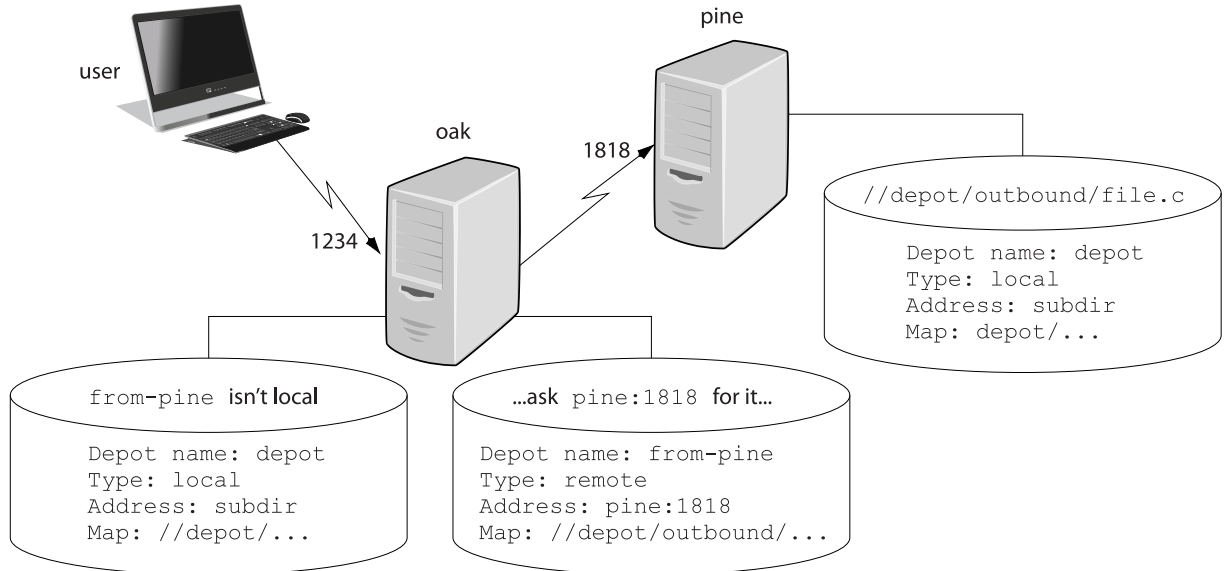 pine
user
oak
1818
1234
//depot/outbound/file.c
Depot name: depot
Type: local
Address: subdir
Map: depot/...
from-pine isn't local
Depot name: depot
Type: local
Address: subdir
Map: //depot/...
...ask pine:1818 for it...
Depot name: from-pine
Type: remote
Address: pine:1818
Map: //depot/outbound/...